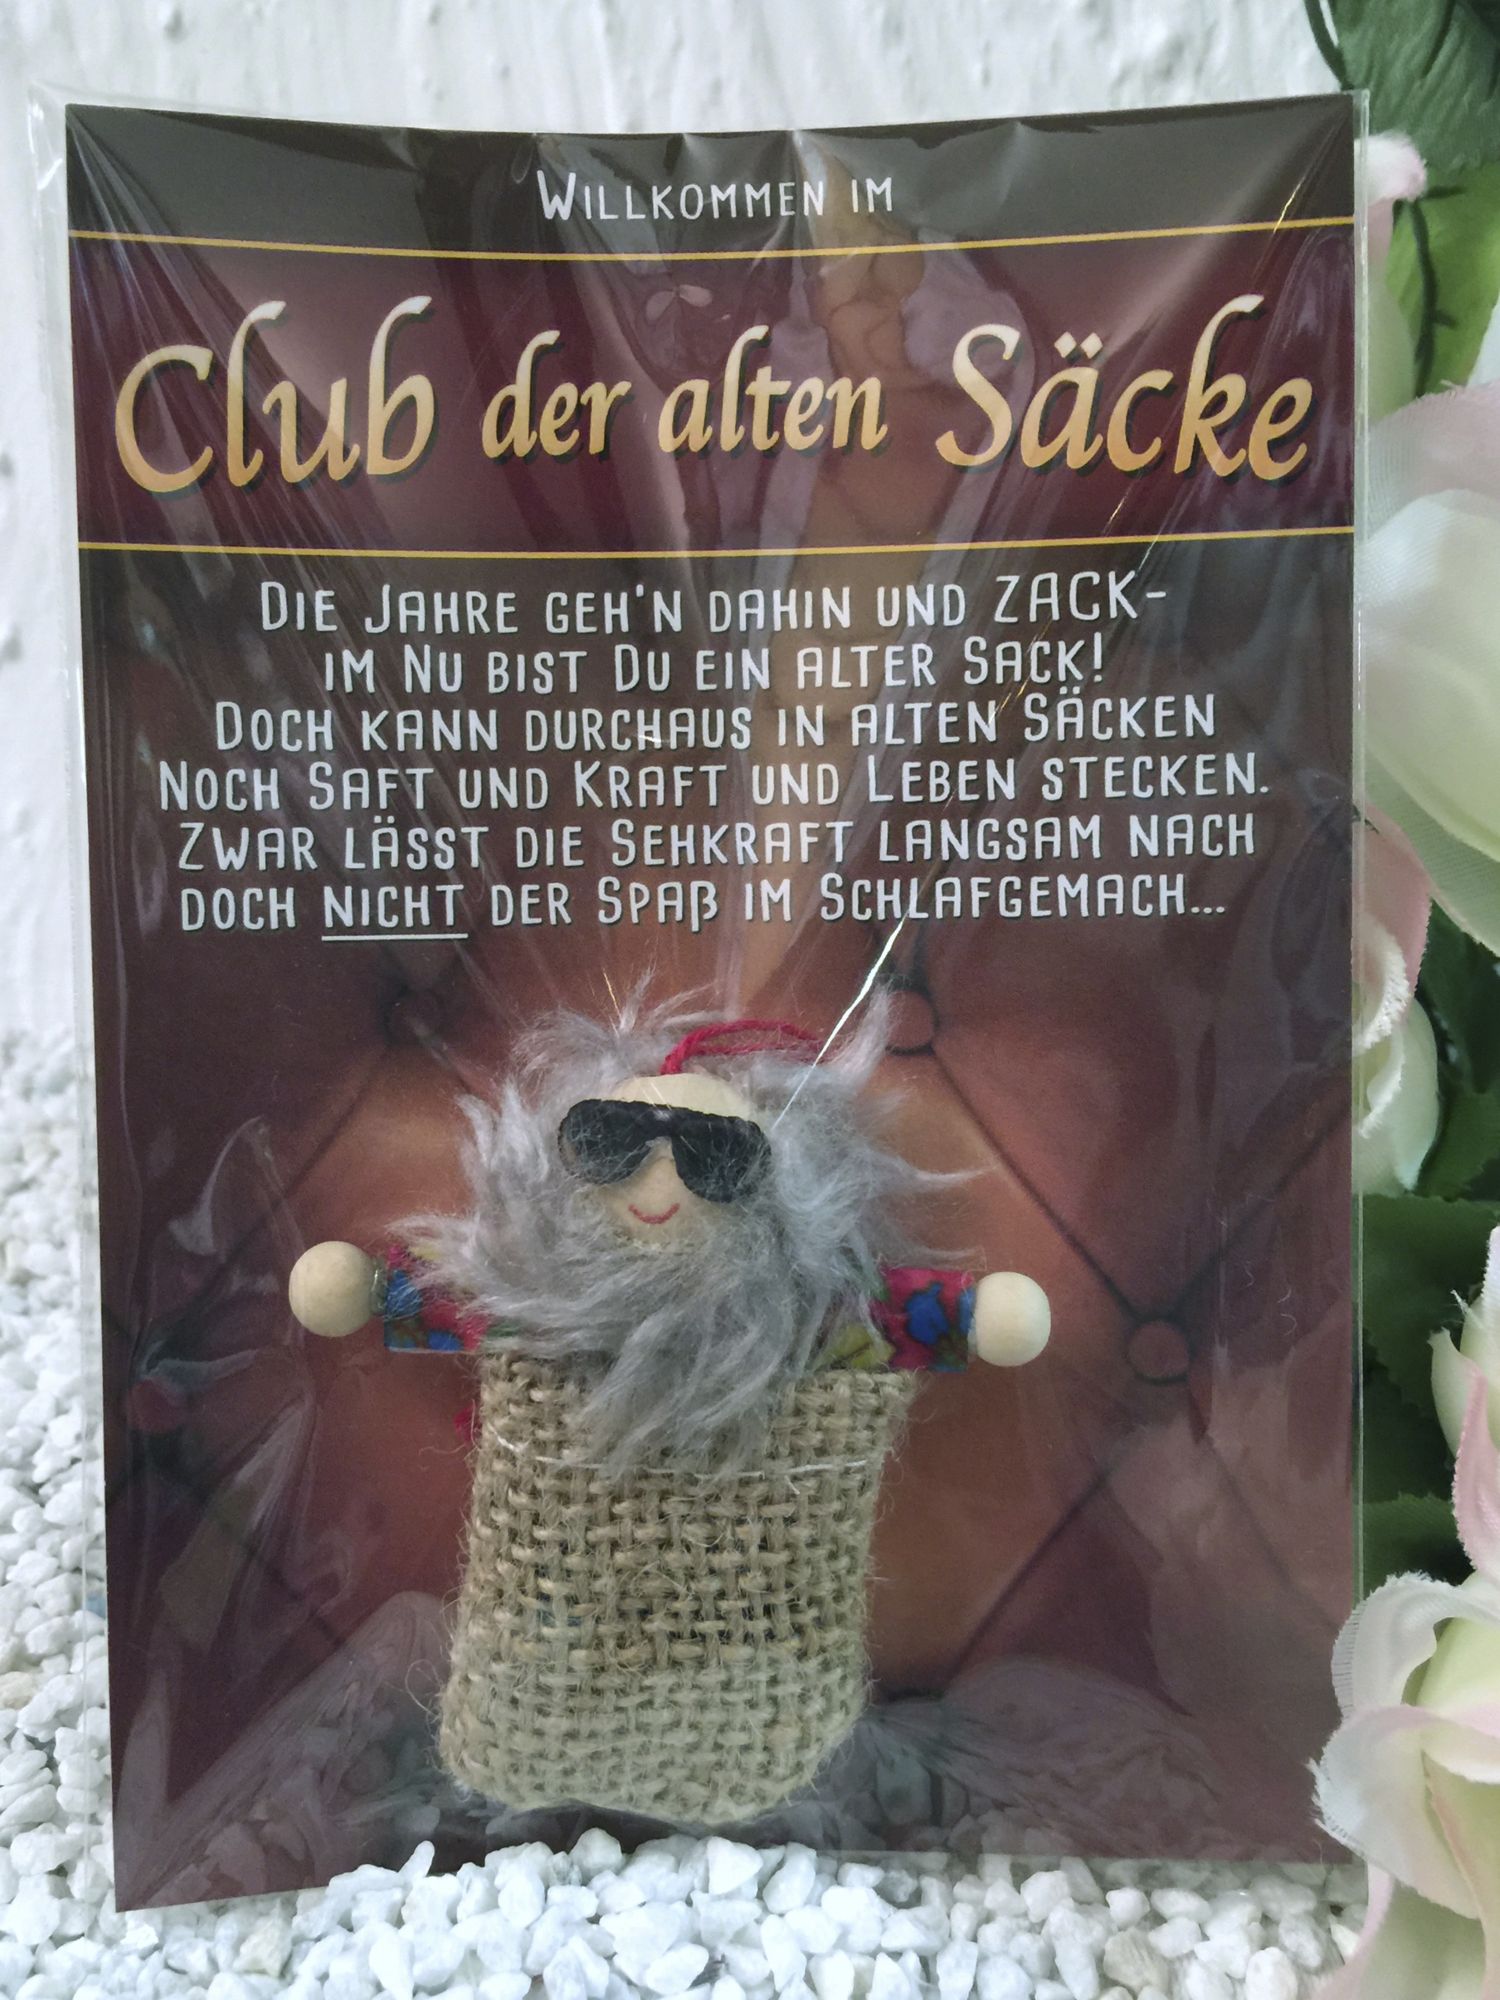 Willkommen im
Club der alten Säcke
Die Jahre geh'n dahin und ZACK-
im Nu bist Du ein alter Sack!
Doch kann durchaus in alten Säcken
Noch Saft und Kraft und Leben stecken.
Zwar lässt die Sehkraft langsam nach
doch nicht der Spaß im Schlafgemach...